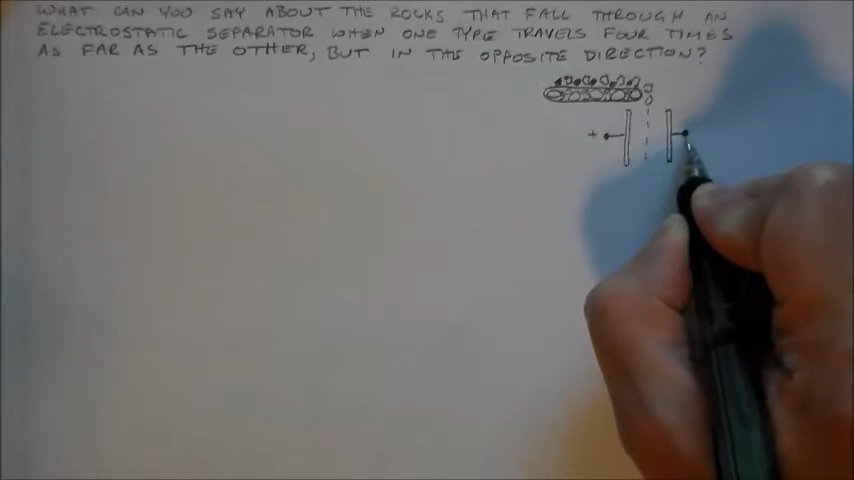 WHAT CAN YOU SAY ABOUT THE ROCKS THAT FALL THROUGH AN
ELECTROSTATIC SEPARATOR WHEN ONE TYPE TRAVELS FOUR TIMES
AS FAR AS THE OTHER, BUT IN THE OPPOSITE DIRECTION?
+